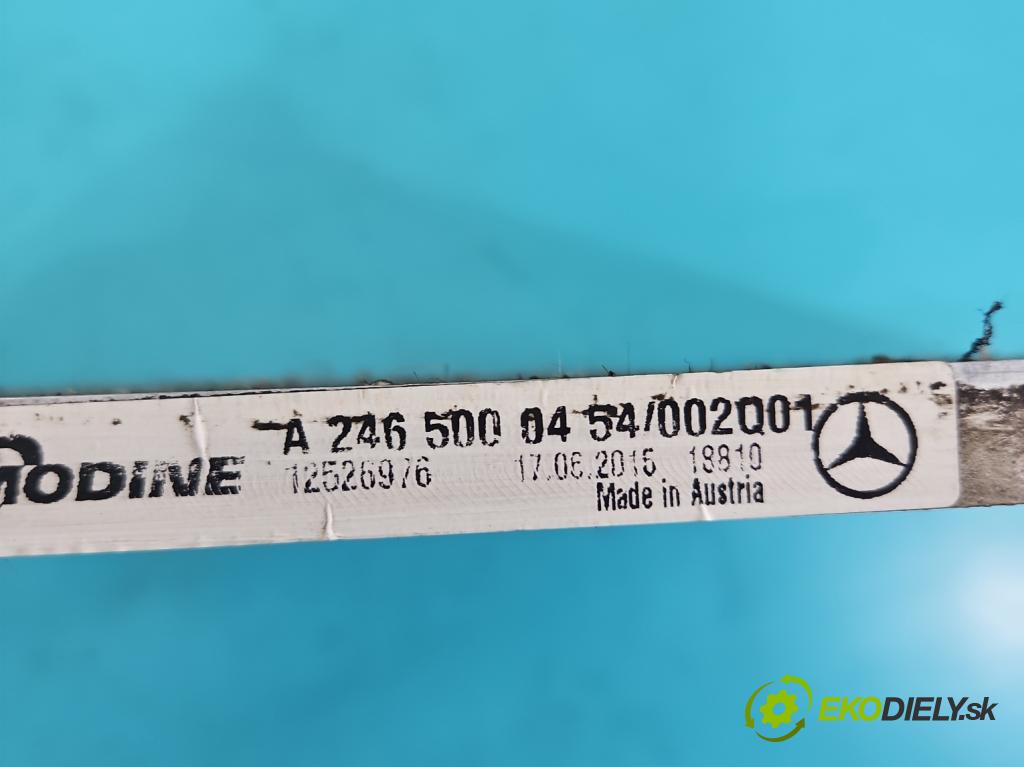 A 246 500 04 54/002Q01
MODINE
12526976 17.06.2015 18810
Made in Austria
EKODIELY.sk